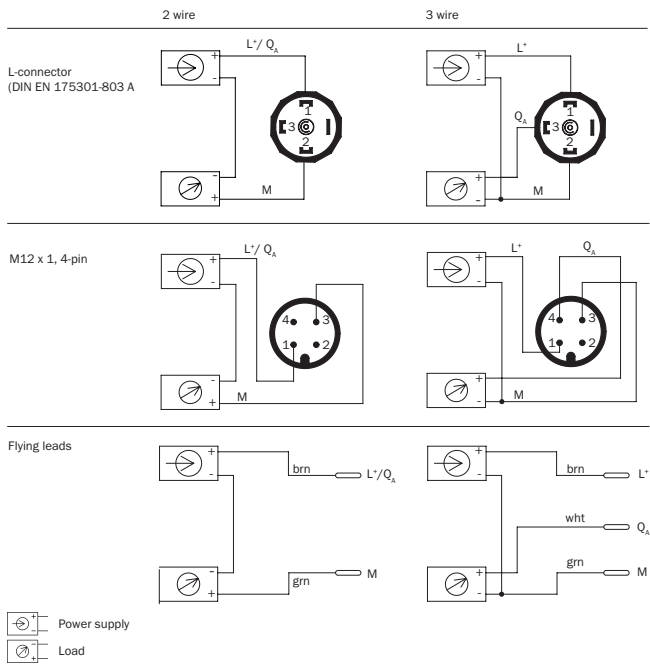 2 wire 3 wire
L-connector
(DIN EN 175301-803 A
+ L⁺/ Q_A
-
1
3
2
-
+ M
+ L⁺
-
Q_A
1
3
2
+
- M
M12 x 1, 4-pin
+ L⁺/ Q_A
-
4 3
1 2
-
+ M
+ L⁺ Q_A
-
4 3
1 2
+
- M
Flying leads
+
-
brn L⁺/Q_A
-
+
grn M
+
-
brn L⁺
wht Q_A
+
-
grn M
+
- Power supply
+
- Load